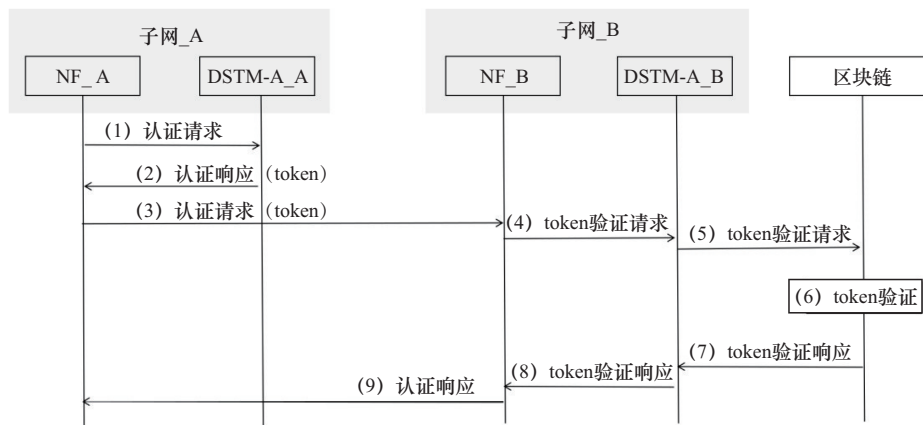 子网_A
子网_B
NF_ A
DSTM-A_A
NF_B
DSTM-A_B
区块链
(1) 认证请求
(2) 认证响应 (token)
(3) 认证请求 (token)
(4) token验证请求
(5) token验证请求
(6) token验证
(7) token验证响应
(8) token验证响应
(9) 认证响应